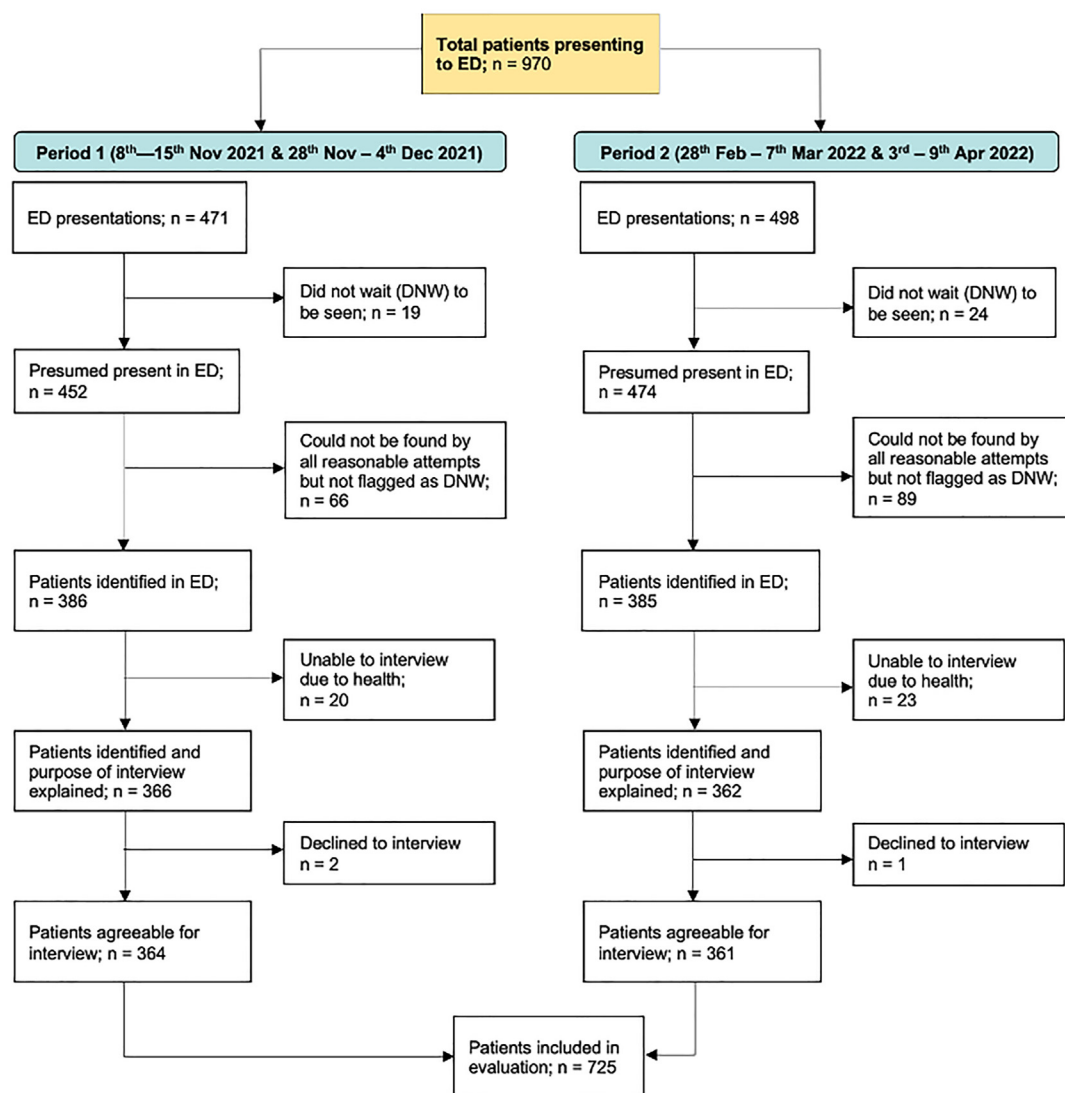 Total patients presenting
to ED; n = 970
Period 1 (8th—15th Nov 2021 & 28th Nov – 4th Dec 2021)
ED presentations; n = 471
Did not wait (DNW) to
be seen; n = 19
Presumed present in ED;
n = 452
Could not be found by
all reasonable attempts
but not flagged as DNW;
n = 66
Patients identified in ED;
n = 386
Unable to interview
due to health;
n = 20
Patients identified and
purpose of interview
explained; n = 366
Declined to interview
n = 2
Patients agreeable for
interview; n = 364
Period 2 (28th Feb – 7th Mar 2022 & 3rd – 9th Apr 2022)
ED presentations; n = 498
Did not wait (DNW) to
be seen; n = 24
Presumed present in ED;
n = 474
Could not be found by
all reasonable attempts
but not flagged as DNW;
n = 89
Patients identified in ED;
n = 385
Unable to interview
due to health;
n = 23
Patients identified and
purpose of interview
explained; n = 362
Declined to interview
n = 1
Patients agreeable for
interview; n = 361
Patients included in
evaluation; n = 725